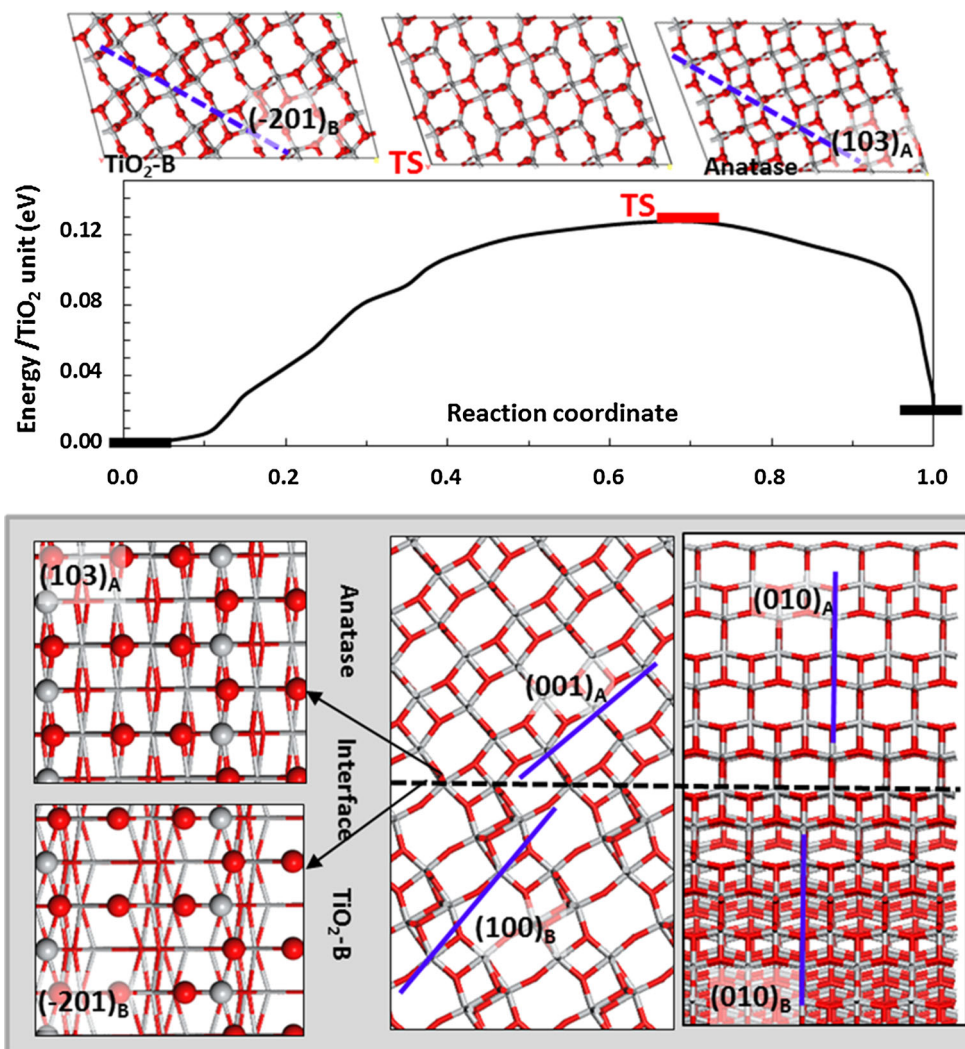 (-201)B
(103)A
TiO2-B
TS
Anatase
Energy /TiO2 unit (eV)
0.12
0.08
0.04
0.00
TS
Reaction coordinate
0.0 0.2 0.4 0.6 0.8 1.0
(103)A
Anatase
Interface
TiO2-B
(-201)B
(001)A
(100)B
(010)A
(010)B